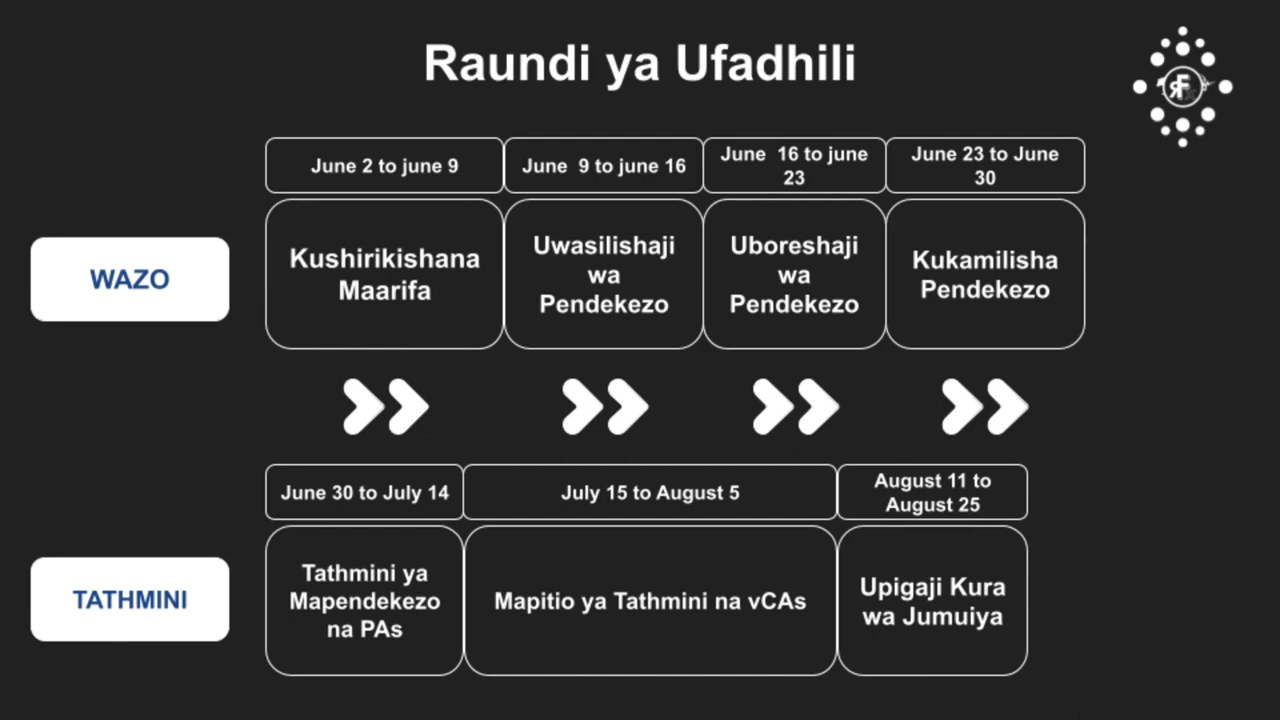 Raundi ya Ufadhili
June 2 to june 9
June 9 to june 16
June 16 to june
23
June 23 to June
30
WAZO
Kushirikishana
Maarifa
Uwasilishaji
wa
Pendekezo
Uboreshaji
wa
Pendekezo
Kukamilisha
Pendekezo
June 30 to July 14
July 15 to August 5
August 11 to
August 25
TATHMINI
Tathmini ya
Mapendekezo
na PAs
Mapitio ya Tathmini na vCAs
Upigaji Kura
wa Jumuiya